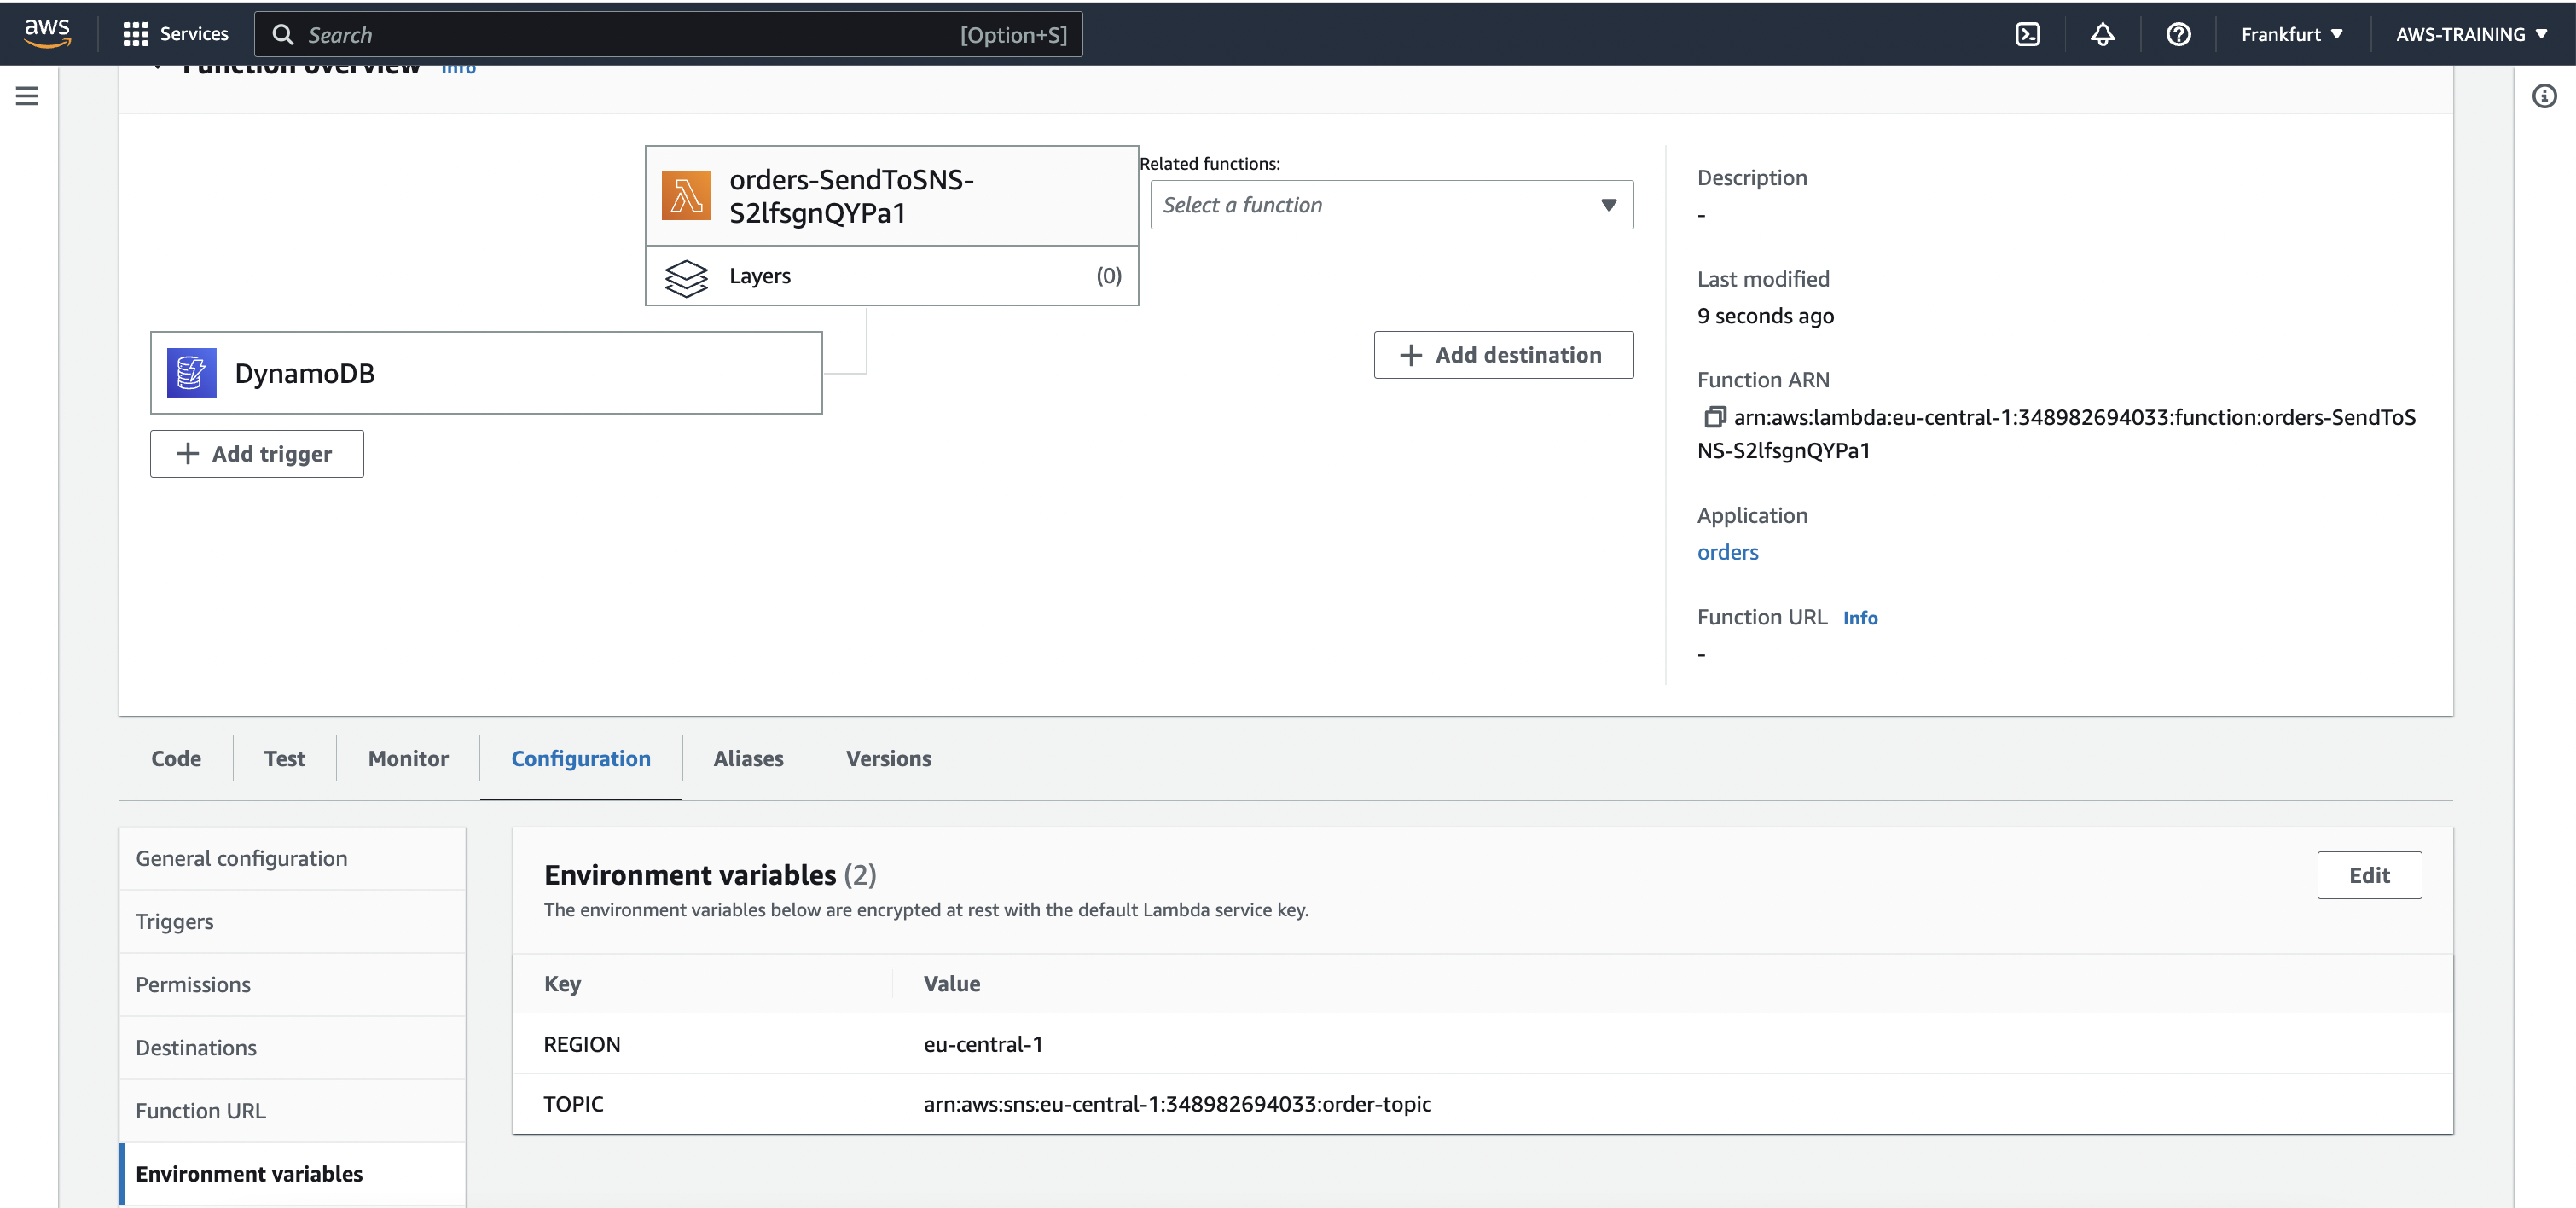 aws
Services
Search
[Option+S]
Frankfurt
AWS-TRAINING
Function overview Info
orders-SendToSNS-
S2lfsgnQYPa1
Layers
(0)
Related functions:
Select a function
DynamoDB
Add trigger
Add destination
Description
-
Last modified
9 seconds ago
Function ARN
arn:aws:lambda:eu-central-1:348982694033:function:orders-SendToS
NS-S2lfsgnQYPa1
Application
orders
Function URL Info
-
Code
Test
Monitor
Configuration
Aliases
Versions
General configuration
Triggers
Permissions
Destinations
Function URL
Environment variables
Environment variables (2)
Edit
The environment variables below are encrypted at rest with the default Lambda service key.
Key Value
REGION eu-central-1
TOPIC arn:aws:sns:eu-central-1:348982694033:order-topic